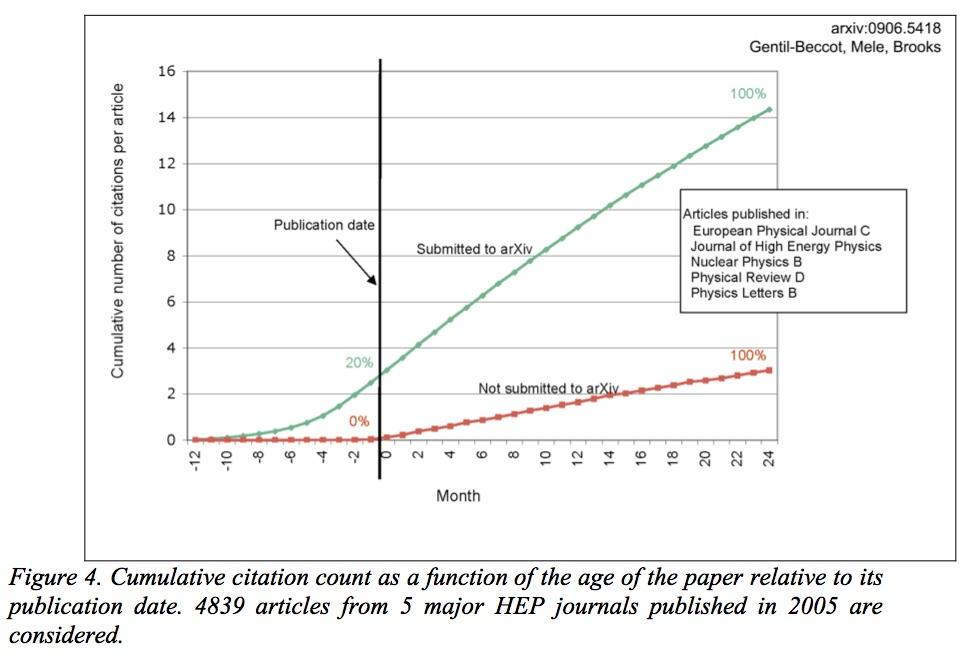 arxiv:0906.5418
Gentil-Beccot, Mele, Brooks
Cumulative number of citations per article
16
14
12
10
8
6
4
2
0
100%
Publication date
Submitted to arXiv
Articles published in:
European Physical Journal C
Journal of High Energy Physics
Nuclear Physics B
Physical Review D
Physics Letters B
20%
100%
Not submitted to arXiv
0%
-12 -10 -8 -6 -4 -2 0 2 4 6 8 10 12 14 16 18 20 22 24
Month
Figure 4. Cumulative citation count as a function of the age of the paper relative to its
publication date. 4839 articles from 5 major HEP journals published in 2005 are
considered.